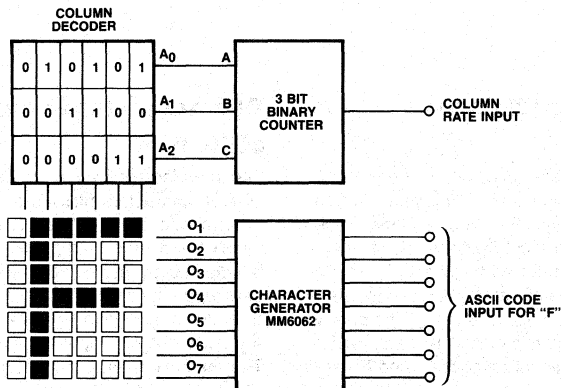 COLUMN
DECODER
0 1 0 1 0 1
0 0 1 1 0 0
0 0 0 0 1 1
A0 A
A1 B
A2 C
3 BIT
BINARY
COUNTER
COLUMN
RATE INPUT
O1
O2
O3
O4
O5
O6
O7
CHARACTER
GENERATOR
MM6062
ASCII CODE
INPUT FOR "F"